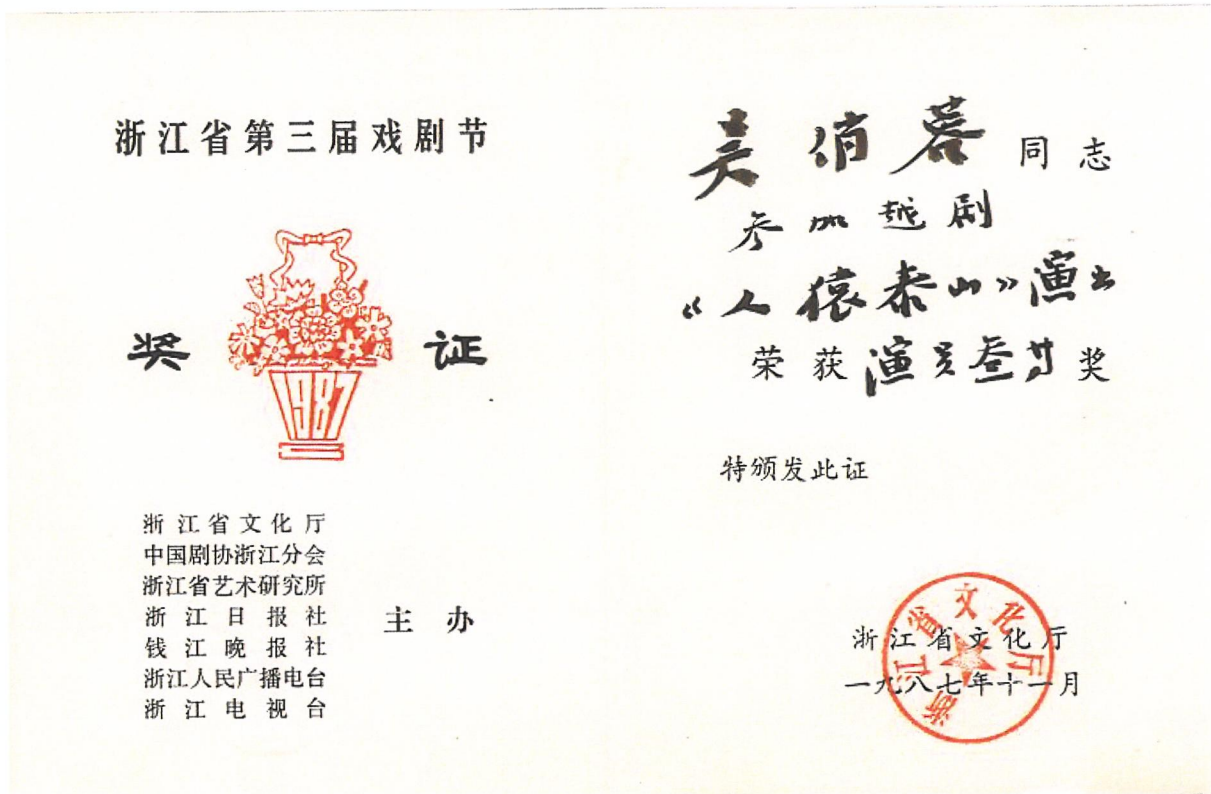 浙江省第三届戏剧节
奖 证
1987
浙江省文化厅
中国剧协浙江分会
浙江省艺术研究所
浙江日报社
钱江晚报社
浙江人民广播电台
浙江电视台
主办
吴俏蓉同志
参加越剧
《人猿泰山》演出
荣获演员叁等奖
特颁发此证
浙江省文化厅
一九八七年十一月
浙江省文化厅